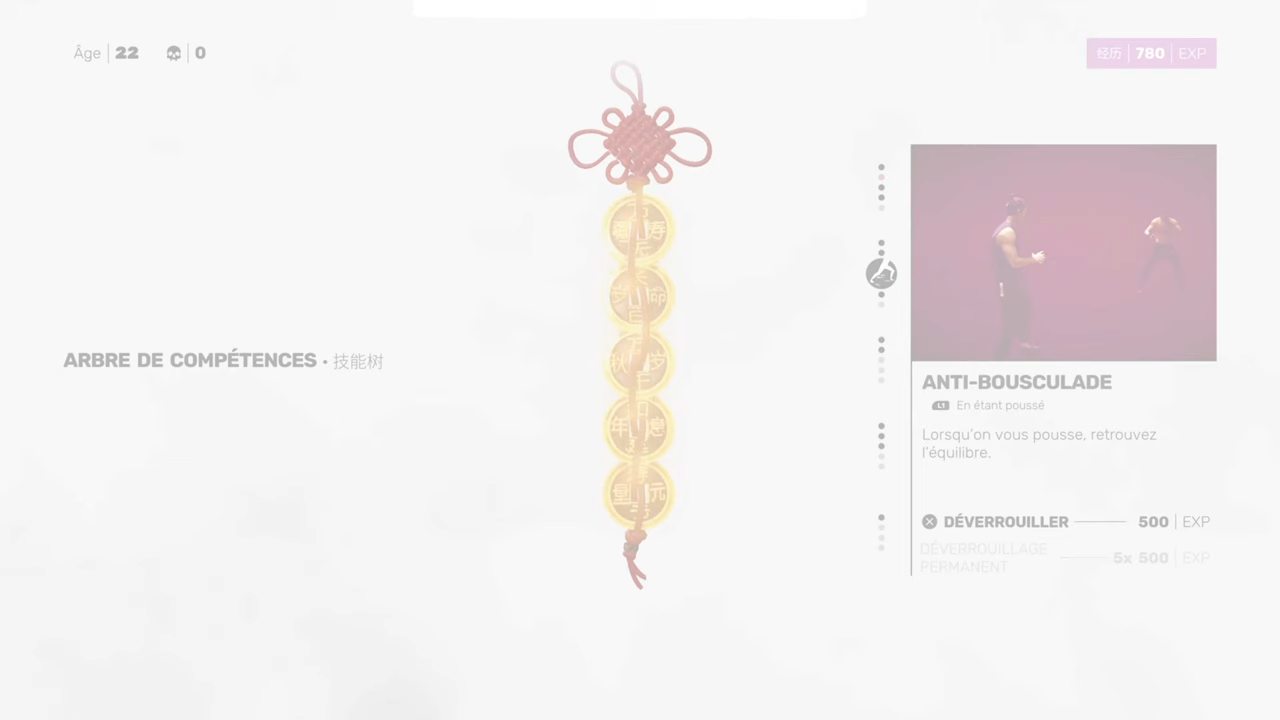 Âge 22 0
经历 780 EXP
ARBRE DE COMPÉTENCES • 技能树
ANTI-BOUSCULADE
L1 En étant poussé
Lorsqu'on vous pousse, retrouvez
l'équilibre.
DÉVERROUILLER 500 EXP
DÉVERROUILLAGE
PERMANENT 5x 500 EXP